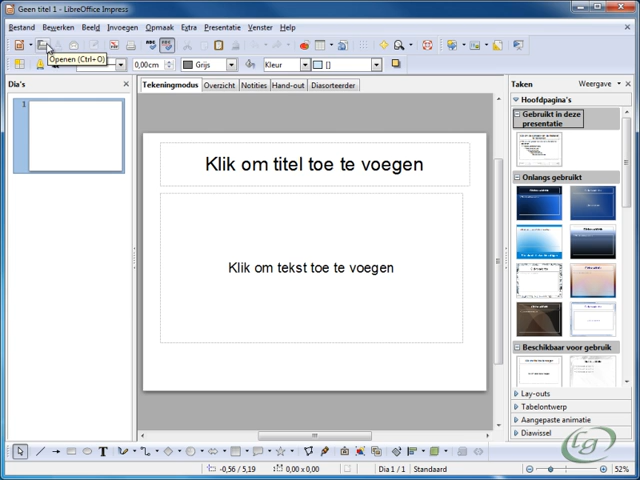 Geen titel 1 - LibreOffice Impress
Bestand Bewerken Beeld Invoegen Opmaak Extra Presentatie Venster Help
Openen (Ctrl+O)
0,00cm Grijs Kleur
Dia's
Tekeningmodus Overzicht Notities Hand-out Diasorteerder
Taken Weergave
1
Hoofdpagina's
Gebruikt in deze
presentatie
Klik om titel toe te voegen
Onlangs gebruikt
Klik om tekst toe te voegen
Beschikbaar voor gebruik
Lay-outs
Tabelontwerp
Aangepaste animatie
Diawissel
lg
-0,56 / 5,19 0,00 x 0,00 Dia 1 / 1 Standaard 52%